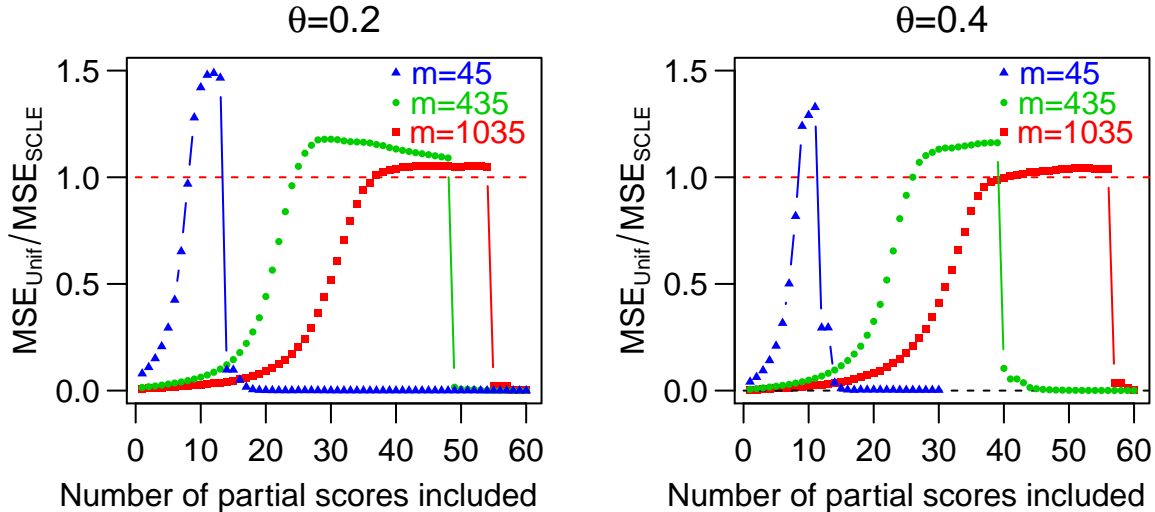 θ=0.2
MSE_Unif/MSE_SCLE
1.5
1.0
0.5
0.0
m=45
m=435
m=1035
0 10 20 30 40 50 60
Number of partial scores included
θ=0.4
MSE_Unif/MSE_SCLE
1.5
1.0
0.5
0.0
m=45
m=435
m=1035
0 10 20 30 40 50 60
Number of partial scores included